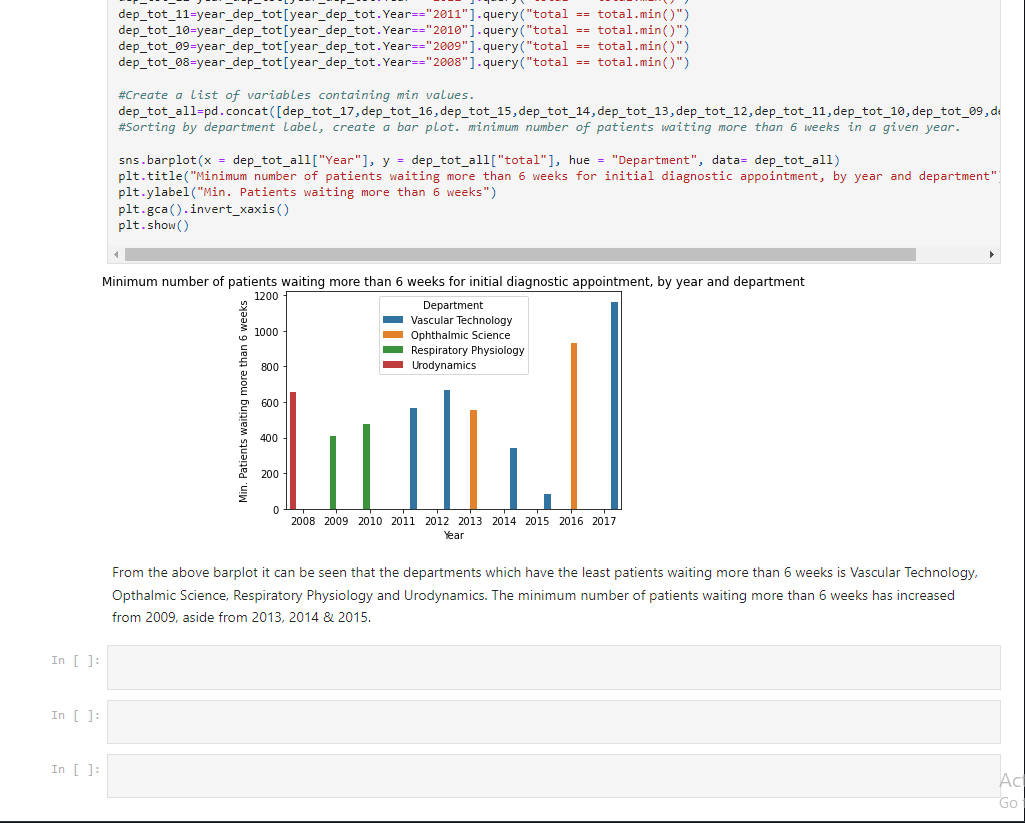 dep_tot_11=year_dep_tot[year_dep_tot.Year=="2011"].query("total == total.min()")
dep_tot_10=year_dep_tot[year_dep_tot.Year=="2010"].query("total == total.min()")
dep_tot_09=year_dep_tot[year_dep_tot.Year=="2009"].query("total == total.min()")
dep_tot_08=year_dep_tot[year_dep_tot.Year=="2008"].query("total == total.min()")
#Create a list of variables containing min values.
dep_tot_all=pd.concat([dep_tot_17,dep_tot_16,dep_tot_15,dep_tot_14,dep_tot_13,dep_tot_12,dep_tot_11,dep_tot_10,dep_tot_09,de
#Sorting by department label, create a bar plot. minimum number of patients waiting more than 6 weeks in a given year.
sns.barplot(x = dep_tot_all["Year"], y = dep_tot_all["total"], hue = "Department", data= dep_tot_all)
plt.title("Minimum number of patients waiting more than 6 weeks for initial diagnostic appointment, by year and department")
plt.ylabel("Min. Patients waiting more than 6 weeks")
plt.gca().invert_xaxis()
plt.show()
Minimum number of patients waiting more than 6 weeks for initial diagnostic appointment, by year and department
Min. Patients waiting more than 6 weeks
1200
1000
800
600
400
200
0
Department
Vascular Technology
Ophthalmic Science
Respiratory Physiology
Urodynamics
2008 2009 2010 2011 2012 2013 2014 2015 2016 2017
Year
From the above barplot it can be seen that the departments which have the least patients waiting more than 6 weeks is Vascular Technology,
Opthalmic Science, Respiratory Physiology and Urodynamics. The minimum number of patients waiting more than 6 weeks has increased
from 2009, aside from 2013, 2014 & 2015.
In [ ]:
In [ ]:
In [ ]:
Act
Go